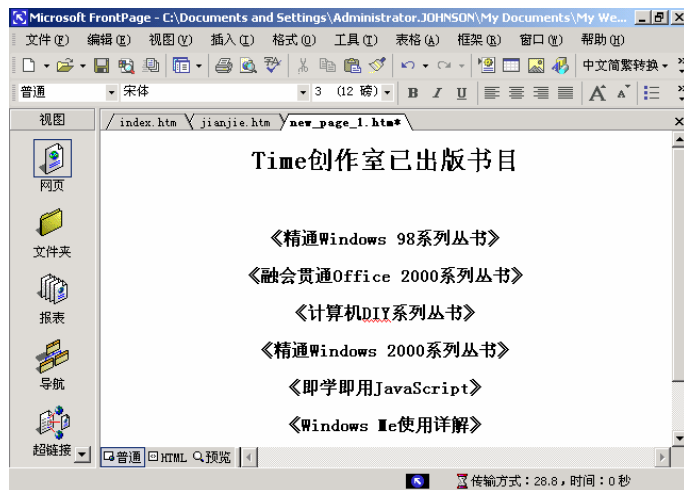 Microsoft FrontPage - C:\Documents and Settings\Administrator.JOHNSON\My Documents\My We...
文件(F) 编辑(E) 视图(V) 插入(I) 格式(O) 工具(T) 表格(A) 框架(R) 窗口(W) 帮助(H)
中文简繁转换
普通 宋体 3 (12 磅) B I U A A
视图 index.htm jianjie.htm new_page_1.htm*
网页
文件夹
报表
导航
超链接
Time创作室已出版书目
《精通Windows 98系列丛书》
《融会贯通Office 2000系列丛书》
《计算机DIY系列丛书》
《精通Windows 2000系列丛书》
《即学即用JavaScript》
《Windows Me使用详解》
普通 HTML 预览
传输方式：28.8，时间：0秒